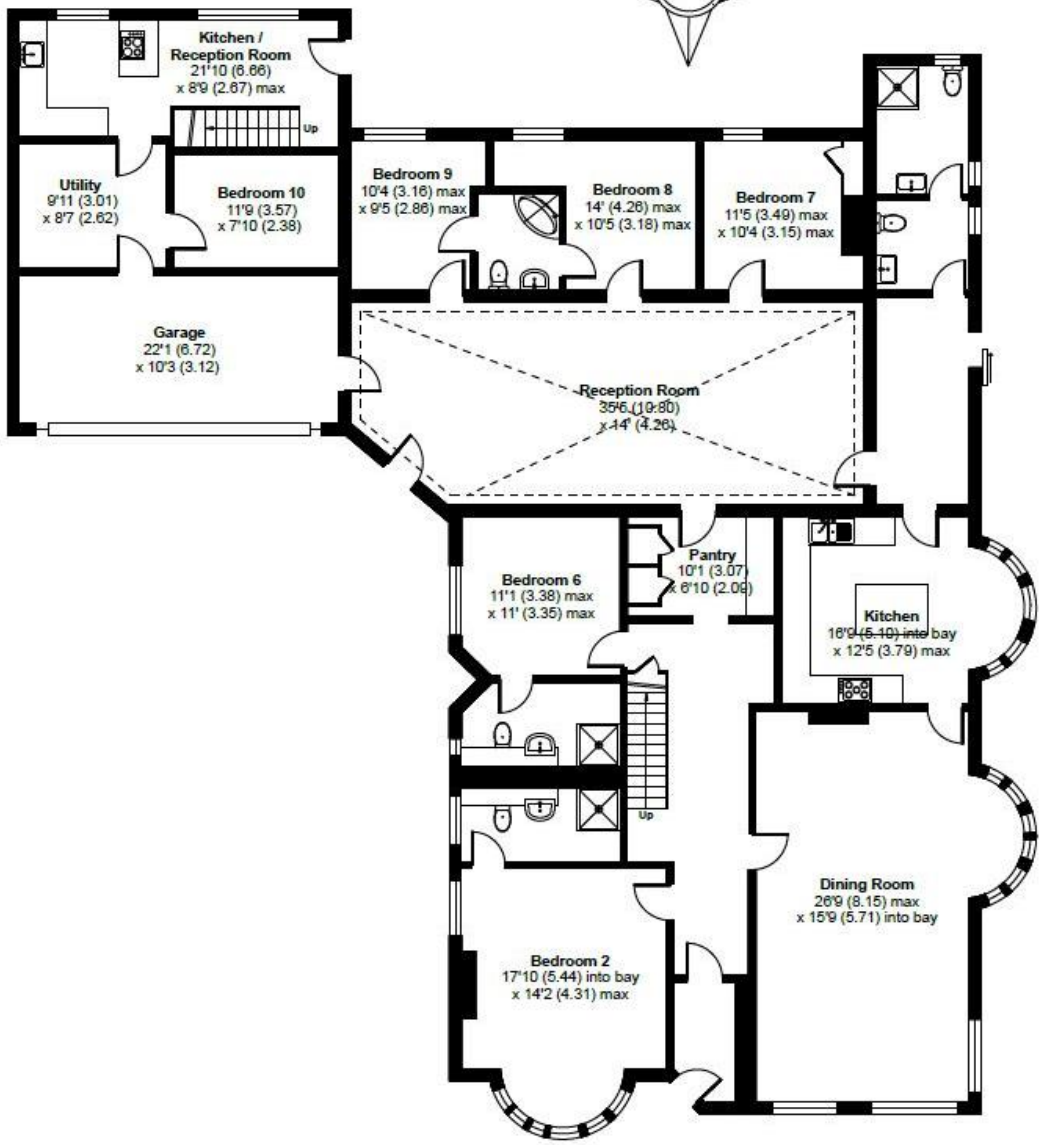 Kitchen /
Reception Room
21'10 (6.66)
x 8'9 (2.67) max
Up
Utility
9'11 (3.01)
x 8'7 (2.62)
Bedroom 10
11'9 (3.57)
x 7'10 (2.38)
Bedroom 9
10'4 (3.16) max
x 9'5 (2.86) max
Bedroom 8
14' (4.26) max
x 10'5 (3.18) max
Bedroom 7
11'5 (3.49) max
x 10'4 (3.15) max
Garage
22'1 (6.72)
x 10'3 (3.12)
Reception Room
35'5 (10.80)
x 14' (4.26)
Bedroom 6
11'1 (3.38) max
x 11' (3.35) max
Pantry
10'1 (3.07)
x 6'10 (2.09)
Kitchen
16'9 (5.10) into bay
x 12'5 (3.79) max
Up
Dining Room
26'9 (8.15) max
x 15'9 (5.71) into bay
Bedroom 2
17'10 (5.44) into bay
x 14'2 (4.31) max